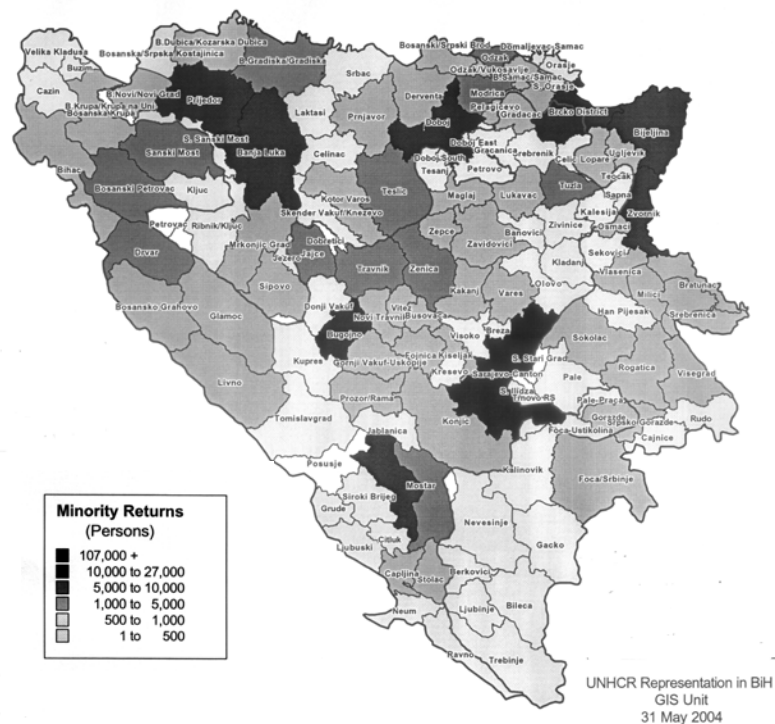 Velika Kladusa
Buzim
Cazin
Bosanska/Srpska Kostajnica
B.Dubica/Kozarska Dubica
B.Gradiska/Gradiska
B.Novi/Novi Grad
B.Krupa/Krupa na Uni
Bosanska Krupa
Prijedor
Srbac
Laktasi
Prnjavor
Derventa
Bosanski/Srpski Brod
Domaljevac-Samac
Odzak
Orasje
Odzak/Vukosavlje
B.Samac/Samac
S. Orasje
Modrica
Pelagicevo
Gradacac
Brcko District
Bijeljina
Doboj
Doboj East
Gracanica
Doboj South
Tesanj
Petrovo
Srebrenik
Celic
Lopare
Ugljevik
Teocak
Sapna
Bihac
S. Sanski Most
Sanski Most
Banja Luka
Celinac
Bosanski Petrovac
Kljuc
Kotor Varos
Teslic
Maglaj
Lukavac
Tuzla
Kalesija
Zvornik
Skender Vakuf/Knezevo
Petrovac
Ribnik/Kljuc
Mrkonjic Grad
Dobretici
Jajce
Jezero
Zepce
Zavidovici
Banovici
Zivinice
Osmaci
Drvar
Sipovo
Travnik
Zenica
Kladanj
Sekovici
Vlasenica
Bratunac
Milici
Srebrenica
Bosansko Grahovo
Glamoc
Donji Vakuf
Novi Travnik
Vitez
Busovaca
Kakanj
Vares
Olovo
Han Pijesak
Bugojno
Visoko
Breza
Sokolac
Livno
Kupres
Gornji Vakuf-Uskoplje
Fojnica
Kiseljak
Kresevo
S. Stari Grad
Sarajevo Canton
S. Ilidza
Trnovo RS
Pale
Rogatica
Visegrad
Prozor/Rama
Pale-Praca
Gorazde
Srpsko Gorazde
Rudo
Cajnice
Tomislavgrad
Jablanica
Konjic
Foca-Ustikolina
Posusje
Kalinovik
Foca/Srbinje
Siroki Brijeg
Mostar
Grude
Citluk
Ljubuski
Nevesinje
Gacko
Capljina
Stolac
Berkovici
Neum
Ljubinje
Bileca
Ravno
Trebinje
Minority Returns
(Persons)
107,000 +
10,000 to 27,000
5,000 to 10,000
1,000 to 5,000
500 to 1,000
1 to 500
UNHCR Representation in BiH
GIS Unit
31 May 2004